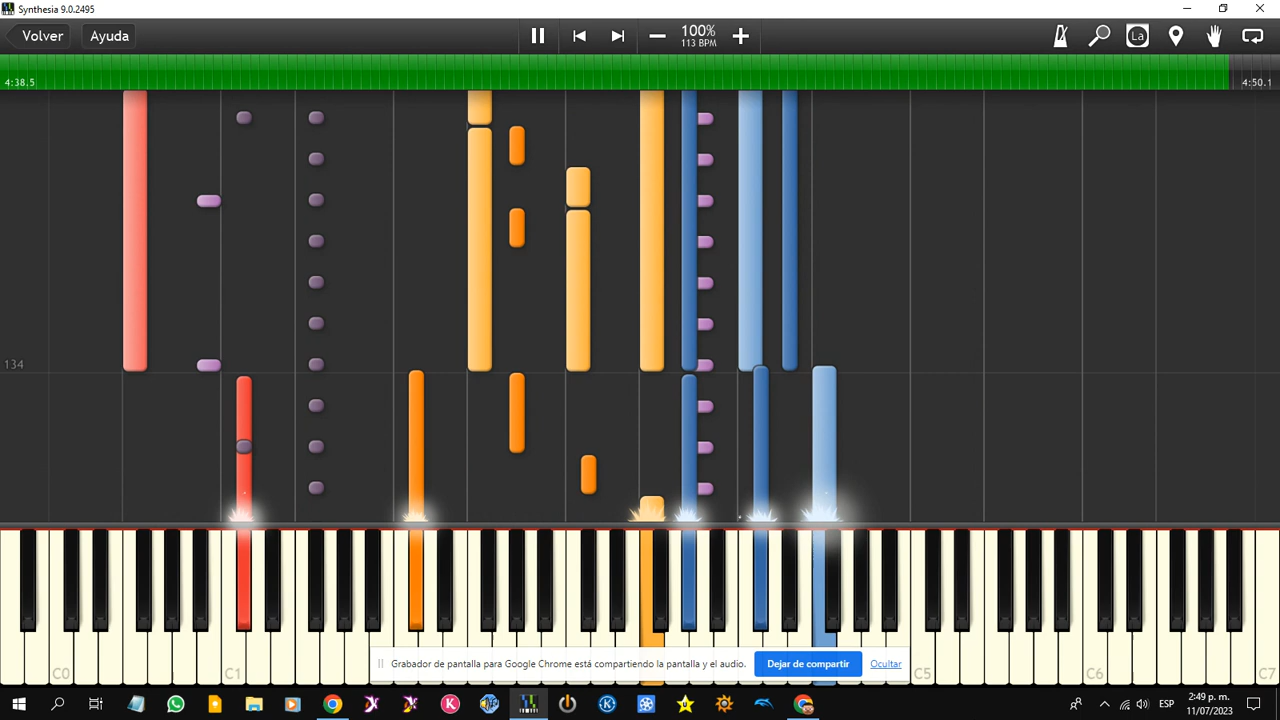 Synthesia 9.0.2495
Volver
Ayuda
100%
113 BPM
La
4:38.5
4:50.1
134
C0
C1
C5
C6
C7
Grabador de pantalla para Google Chrome está compartiendo la pantalla y el audio.
Dejar de compartir
Ocultar
ESP
2:49 p. m.
11/07/2023